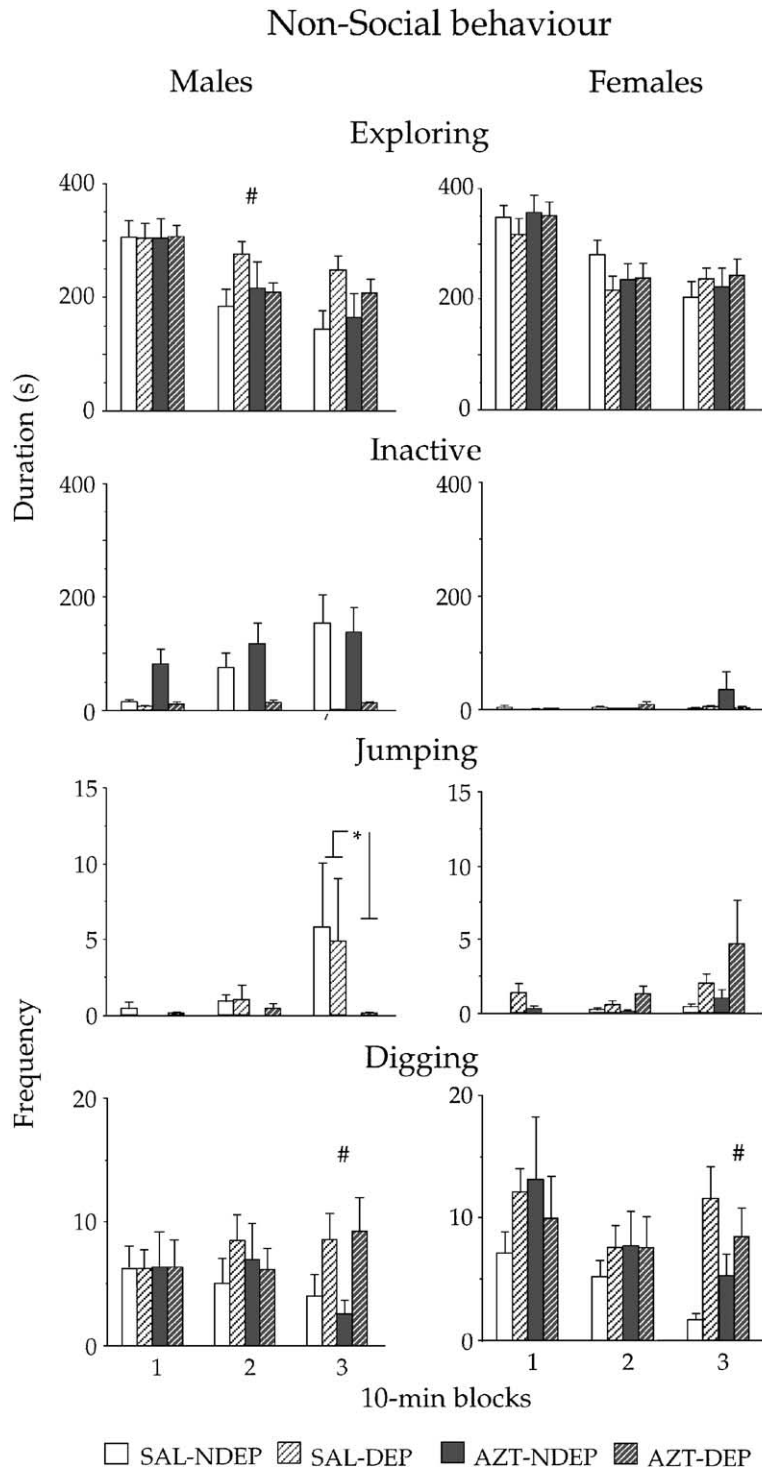 Non-Social behaviour
Males Females
Exploring
400 400
#
200 200
0 0
Duration (s)
Inactive
400 400
200 200
0 0
Jumping
15 15
*
10 10
5 5
0 0
Frequency
Digging
20 20
# #
10 10
0 0
1 2 3 1 2 3
10-min blocks
SAL-NDEP SAL-DEP AZT-NDEP AZT-DEP